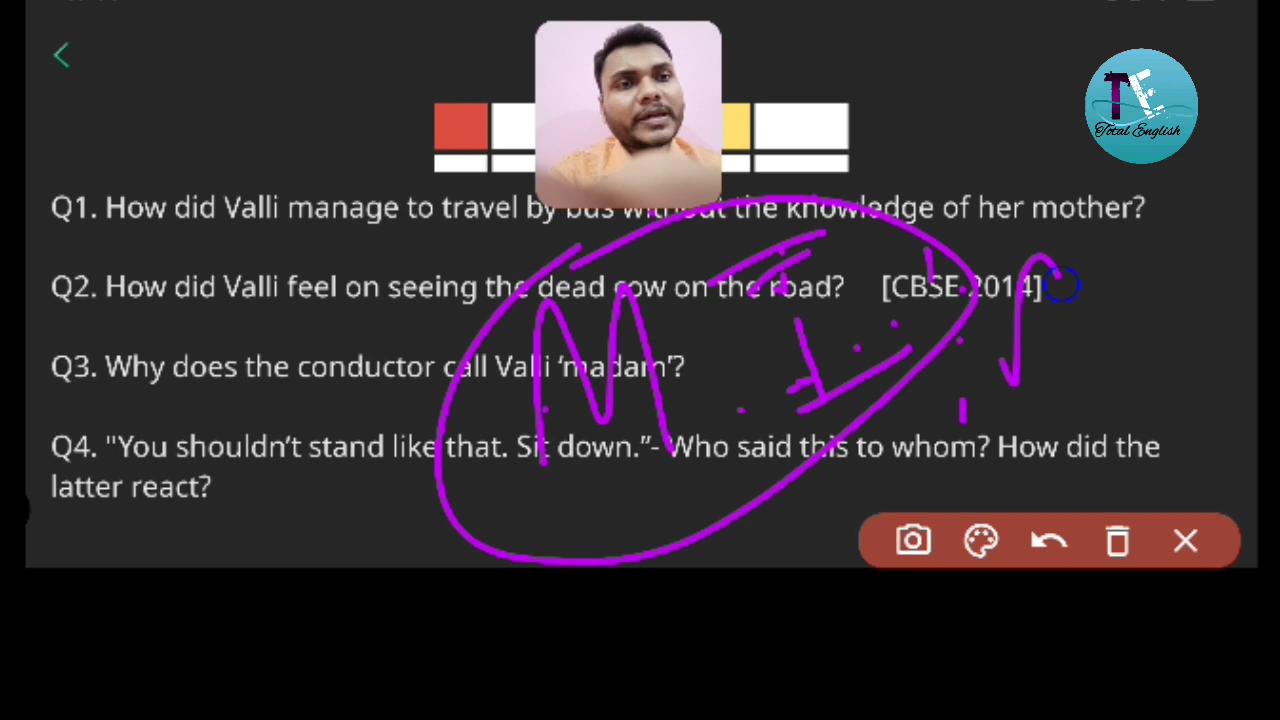 TE
Total English
Q1. How did Valli manage to travel by bus without the knowledge of her mother?
Q2. How did Valli feel on seeing the dead cow on the road? [CBSE 2014]
Q3. Why does the conductor call Valli ‘madam’?
Q4. "You shouldn’t stand like that. Sit down.”- Who said this to whom? How did the
latter react?
M